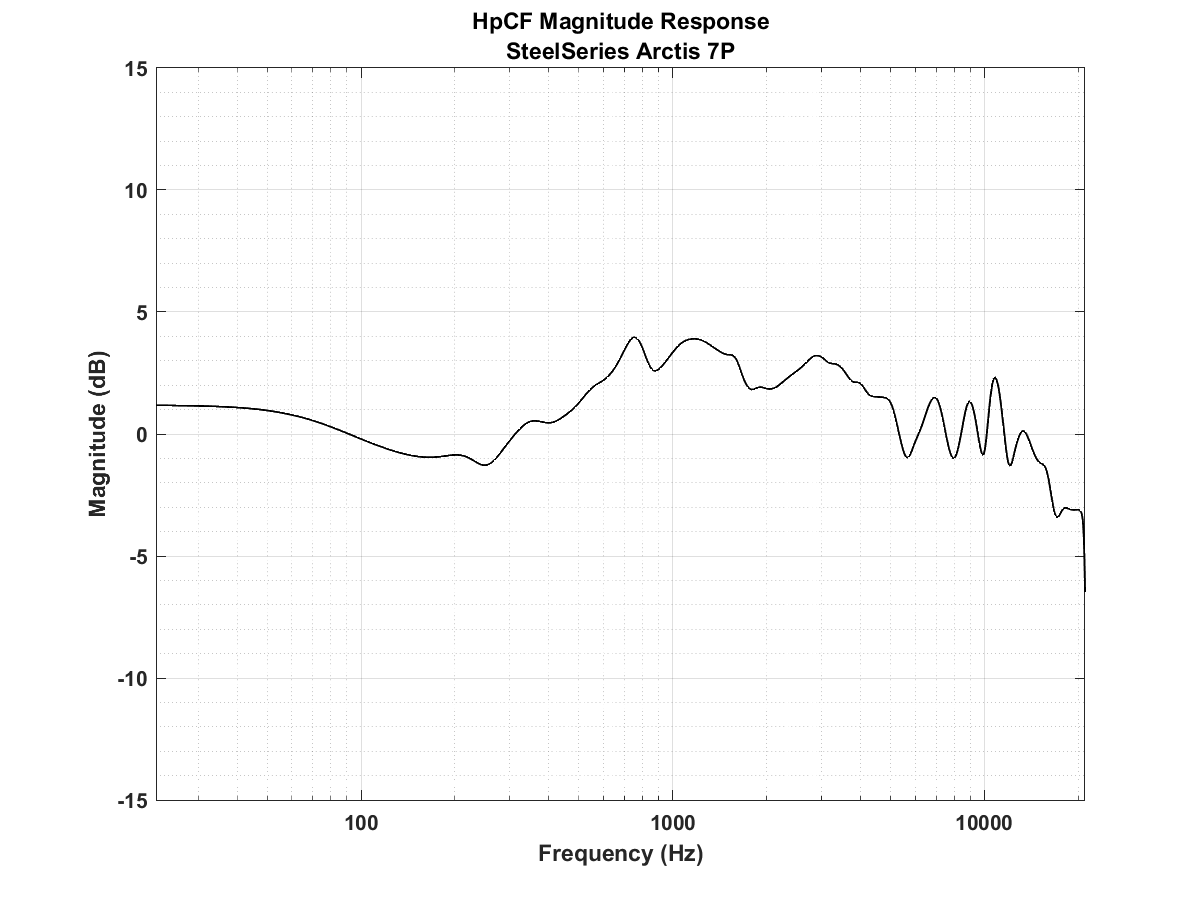 HpCF Magnitude Response
SteelSeries Arctis 7P
15
10
5
0
-5
-10
-15
Magnitude (dB)
100
1000
10000
Frequency (Hz)